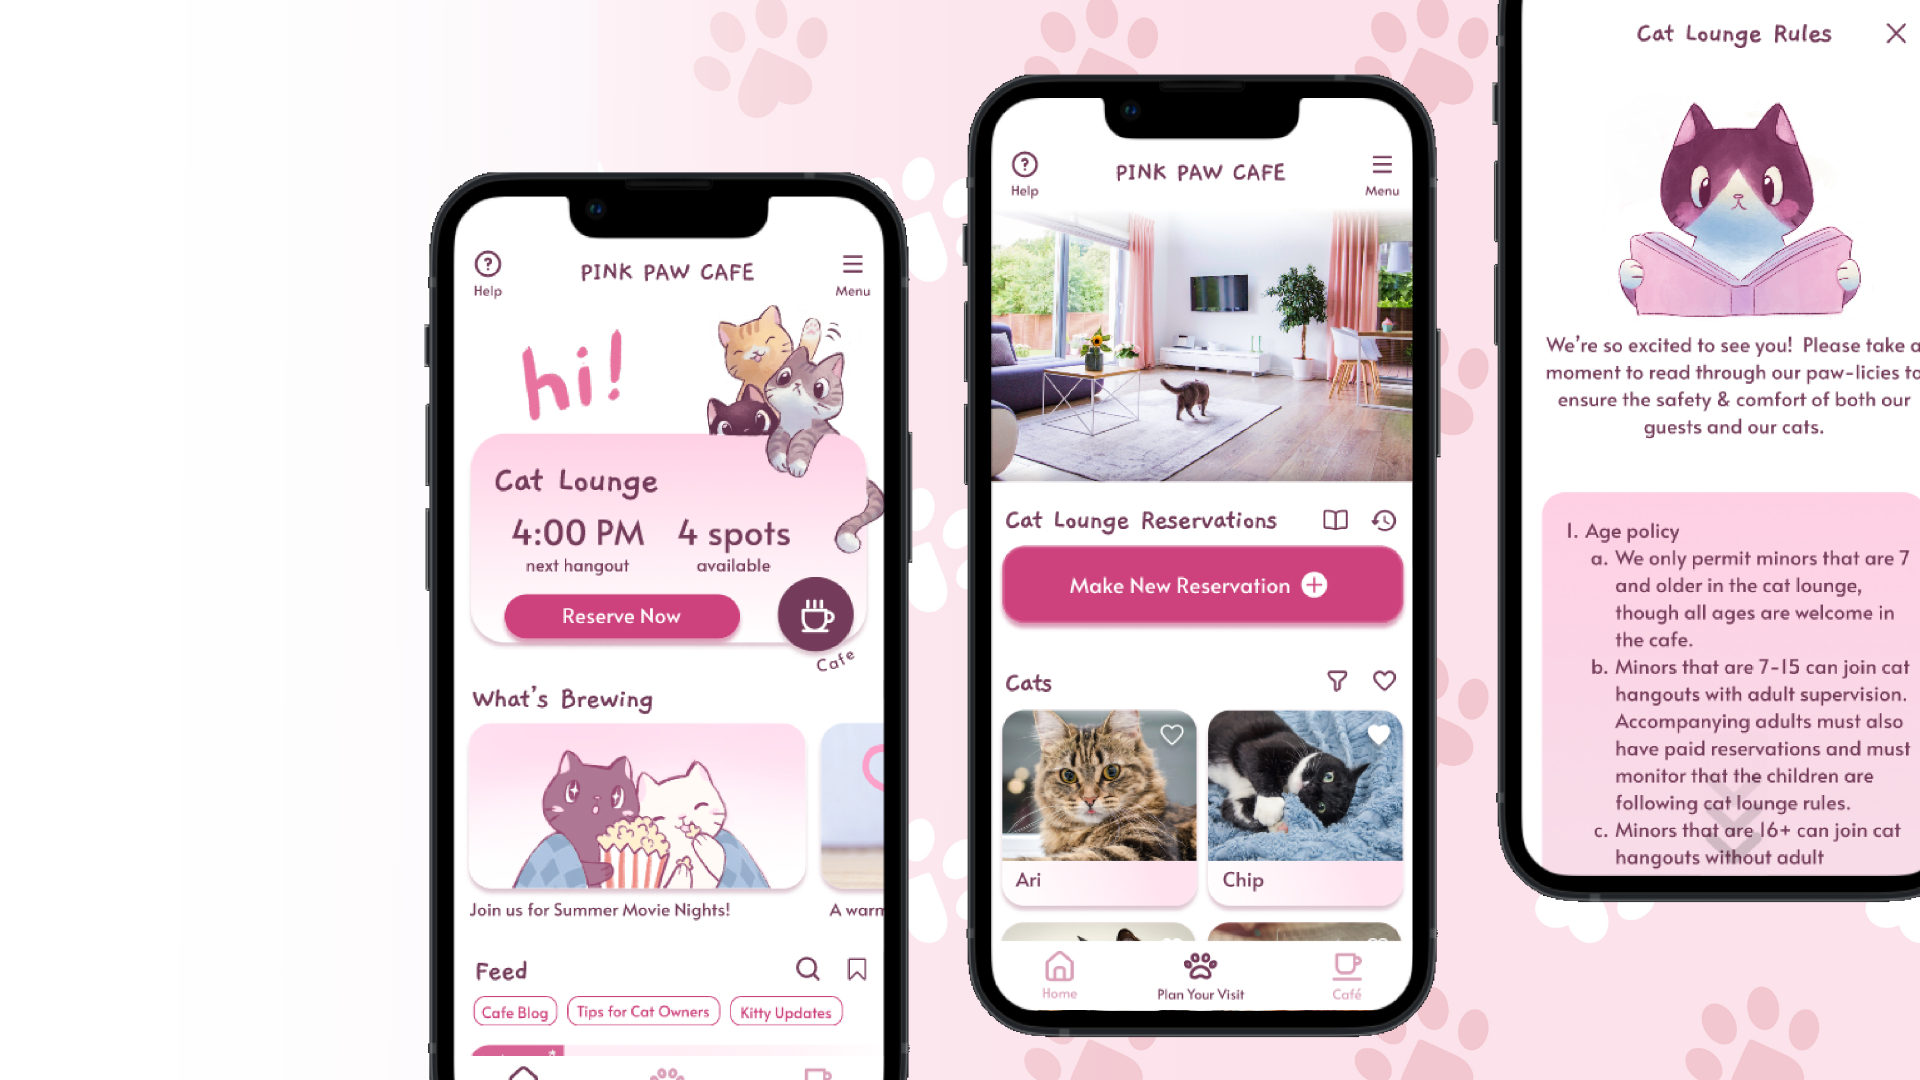 Help
PINK PAW CAFE
Menu
hi!
Cat Lounge
4:00 PM
next hangout
4 spots
available
Reserve Now
Cafe
What's Brewing
Join us for Summer Movie Nights!
A warm
Feed
Cafe Blog
Tips for Cat Owners
Kitty Updates
Help
PINK PAW CAFE
Menu
Cat Lounge Reservations
Make New Reservation
Cats
Ari
Chip
Home
Plan Your Visit
Café
Cat Lounge Rules
We're so excited to see you! Please take a
moment to read through our paw-licies to
ensure the safety & comfort of both our
guests and our cats.
1. Age policy
a. We only permit minors that are 7
and older in the cat lounge,
though all ages are welcome in
the cafe.
b. Minors that are 7-15 can join cat
hangouts with adult supervision.
Accompanying adults must also
have paid reservations and must
monitor that the children are
following cat lounge rules.
c. Minors that are 16+ can join cat
hangouts without adult